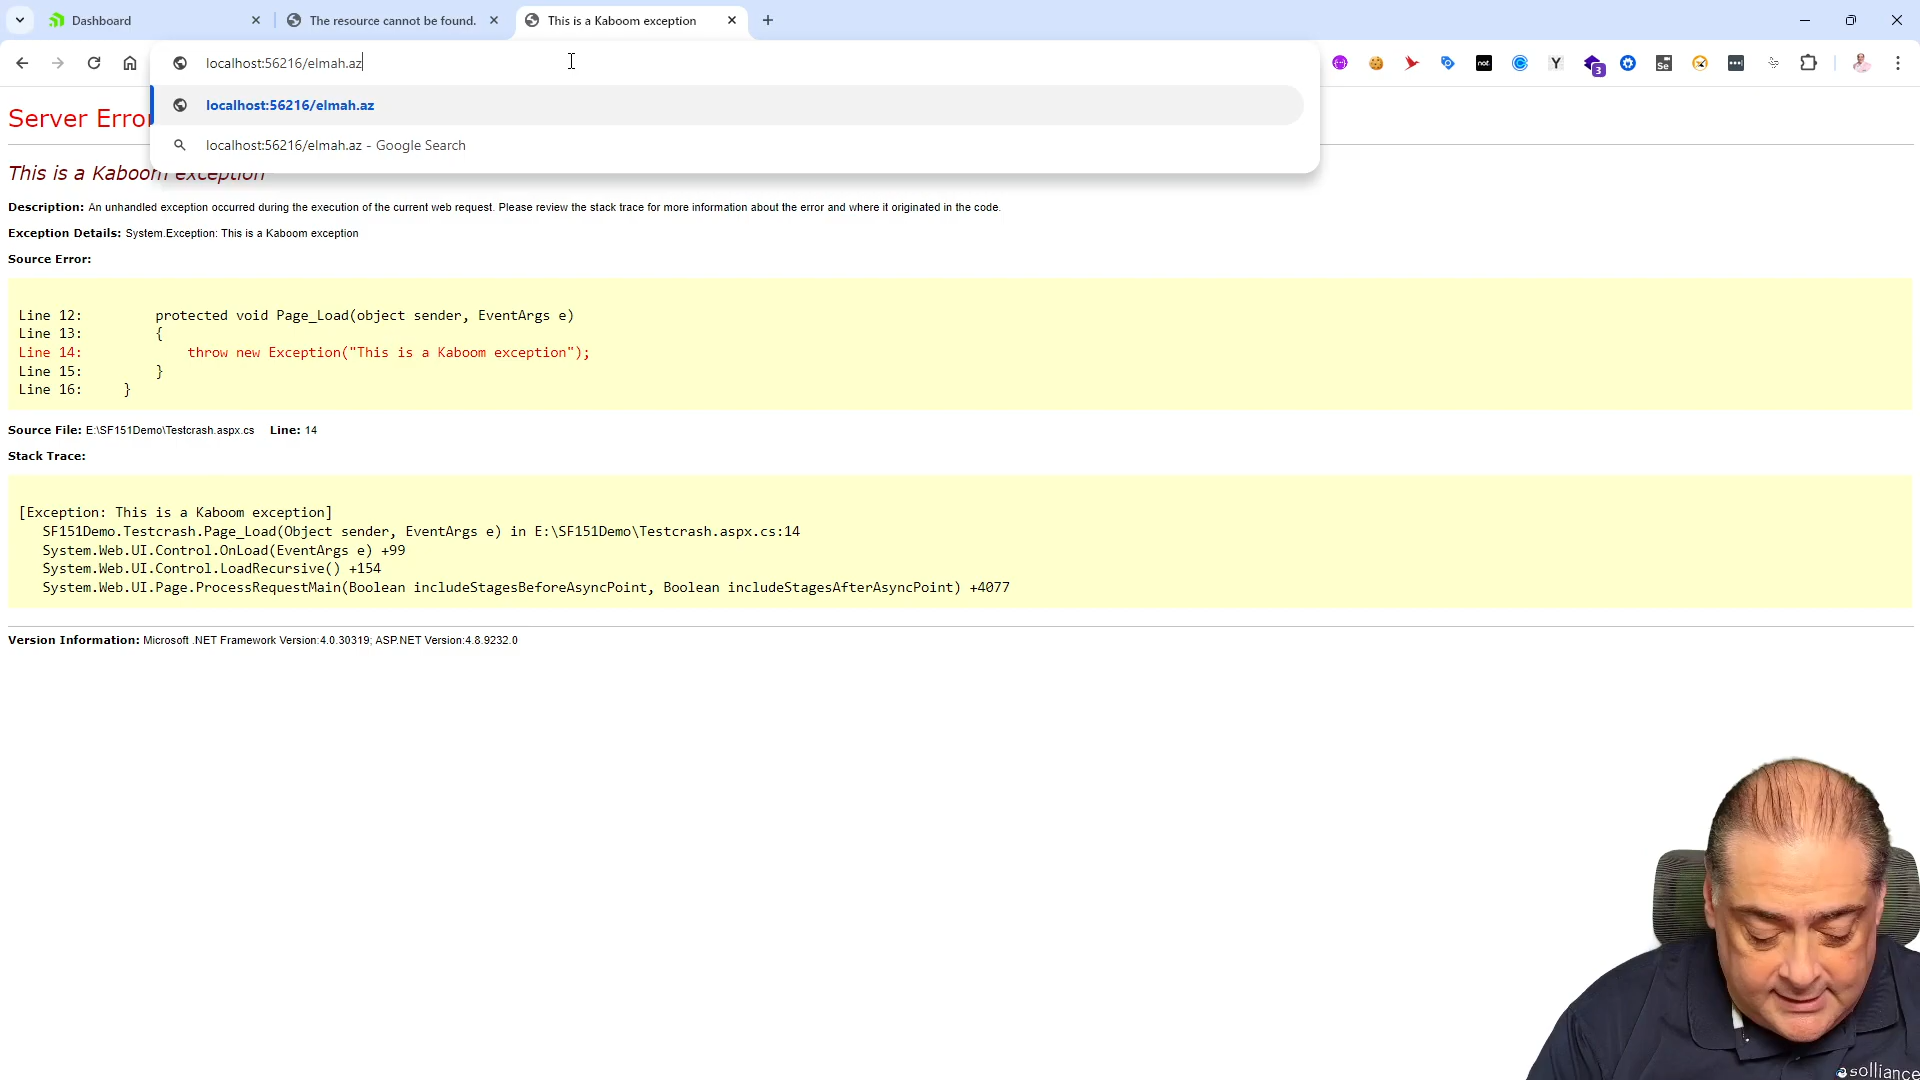 Dashboard
The resource cannot be found.
This is a Kaboom exception
localhost:56216/elmah.az
not
Y
3
Se
localhost:56216/elmah.az
localhost:56216/elmah.az - Google Search
Server Error
This is a Kaboom exception
Description: An unhandled exception occurred during the execution of the current web request. Please review the stack trace for more information about the error and where it originated in the code.
Exception Details: System.Exception: This is a Kaboom exception
Source Error:
Line 12:         protected void Page_Load(object sender, EventArgs e)
Line 13:         {
Line 14:             throw new Exception("This is a Kaboom exception");
Line 15:         }
Line 16:     }
Source File: E:\SF151Demo\Testcrash.aspx.cs    Line: 14
Stack Trace:
[Exception: This is a Kaboom exception]
   SF151Demo.Testcrash.Page_Load(Object sender, EventArgs e) in E:\SF151Demo\Testcrash.aspx.cs:14
   System.Web.UI.Control.OnLoad(EventArgs e) +99
   System.Web.UI.Control.LoadRecursive() +154
   System.Web.UI.Page.ProcessRequestMain(Boolean includeStagesBeforeAsyncPoint, Boolean includeStagesAfterAsyncPoint) +4077
Version Information: Microsoft .NET Framework Version:4.0.30319; ASP.NET Version:4.8.9232.0
solliance